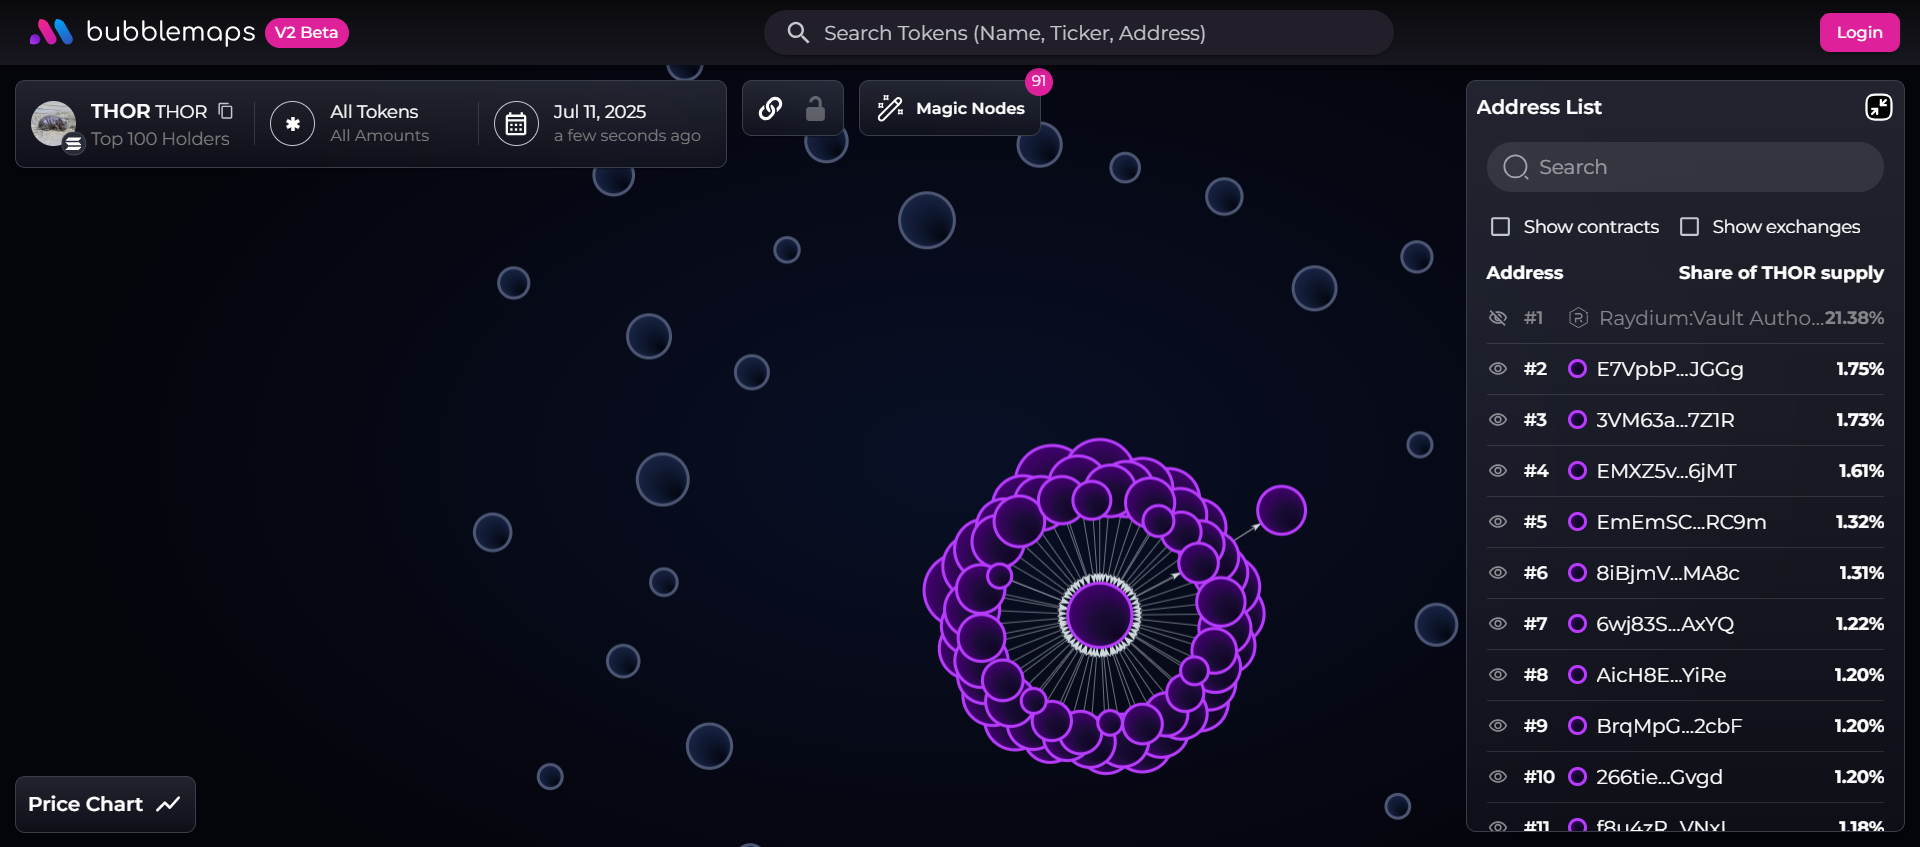 bubblemaps V2 Beta
Search Tokens (Name, Ticker, Address)
Login
THOR THOR
Top 100 Holders
All Tokens
All Amounts
Jul 11, 2025
a few seconds ago
Magic Nodes
91
Address List
Search
Show contracts
Show exchanges
Address Share of THOR supply
#1 Raydium:Vault Autho...21.38%
#2 E7VpbP...JGGg 1.75%
#3 3VM63a...7Z1R 1.73%
#4 EMXZ5v...6jMT 1.61%
#5 EmEmSC...RC9m 1.32%
#6 8iBjmV...MA8c 1.31%
#7 6wj83S...AxYQ 1.22%
#8 AicH8E...YiRe 1.20%
#9 BrqMpG...2cbF 1.20%
#10 266tie...Gvgd 1.20%
#11 1.18%
Price Chart